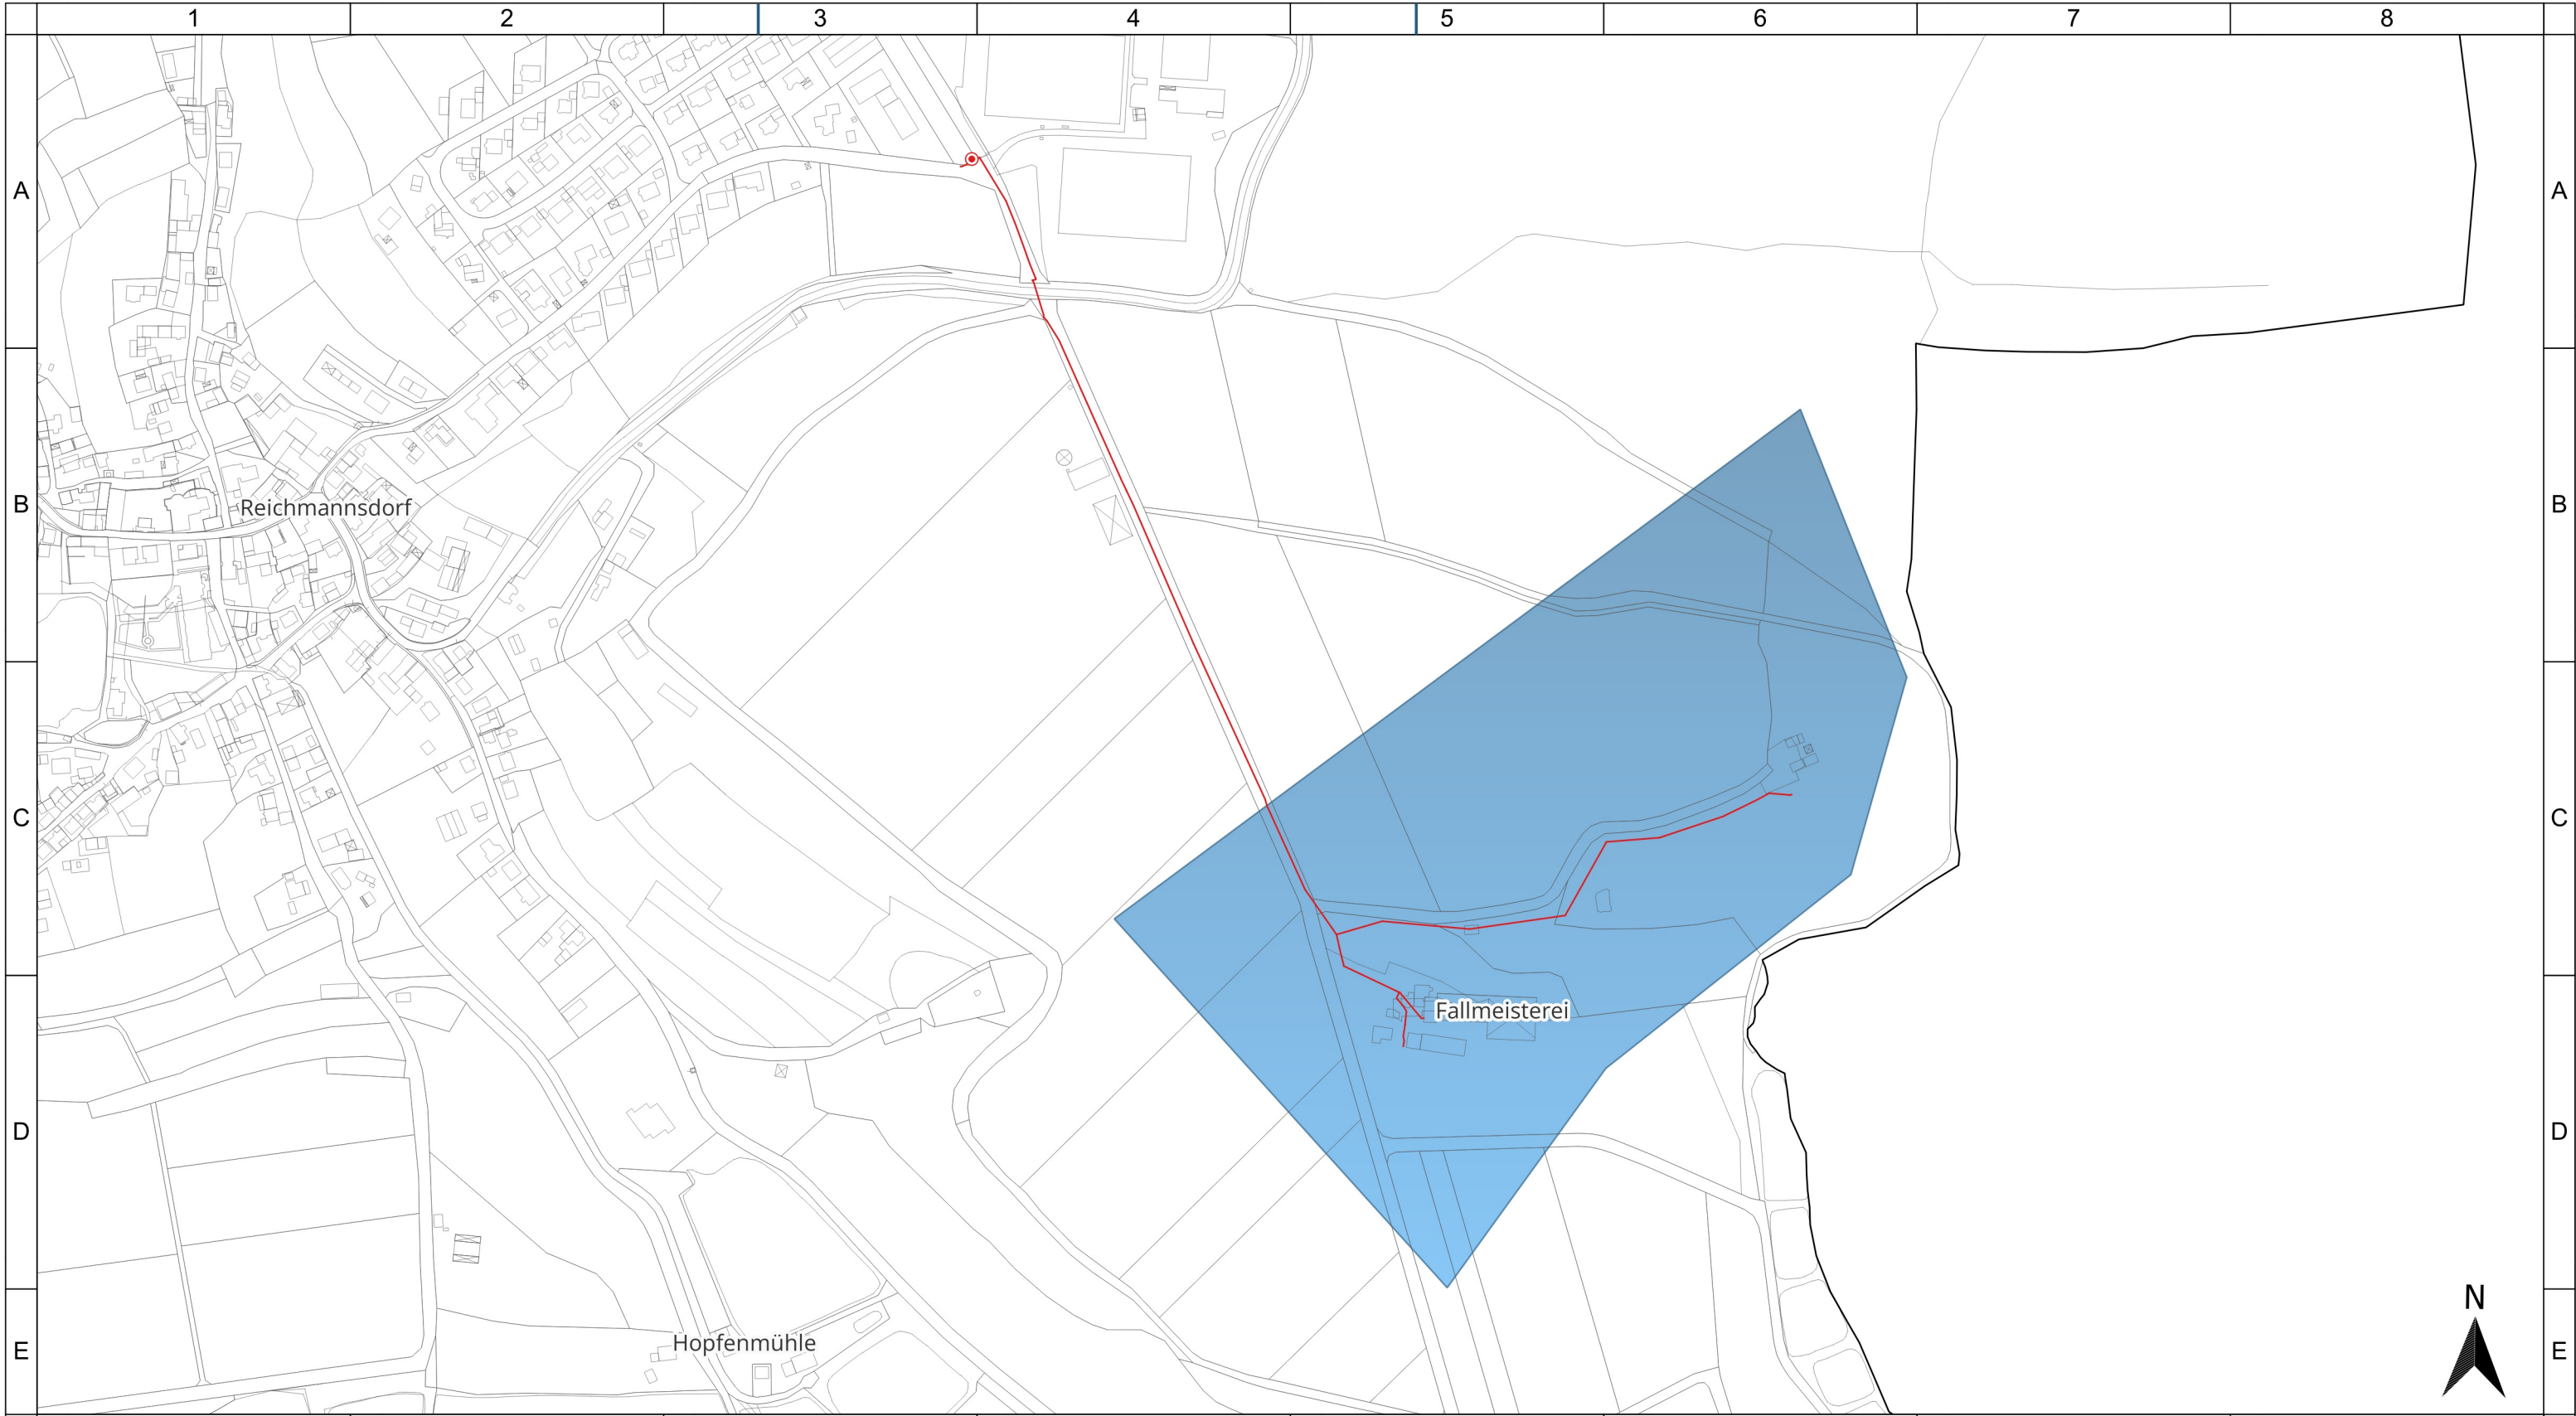 1 2 3 4 5 6 7 8
A A
B Reichmannsdorf B
C C
Fallmeisterei
D D
N
E Hopfenmühle E